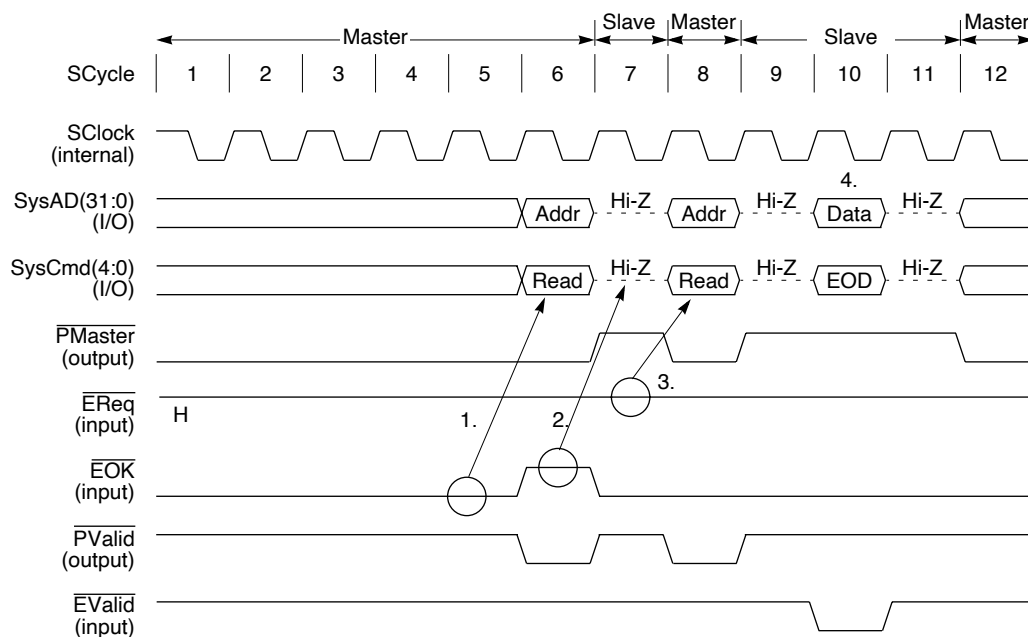 Master Slave Master Slave Master
SCycle 1 2 3 4 5 6 7 8 9 10 11 12
SClock
(internal)
4.
SysAD(31:0)
(I/O)
Addr Hi-Z Addr Hi-Z Data Hi-Z
SysCmd(4:0)
(I/O)
Read Hi-Z Read Hi-Z EOD Hi-Z
PMaster
(output)
EReq
(input)
H
1. 2. 3.
EOK
(input)
PValid
(output)
EValid
(input)